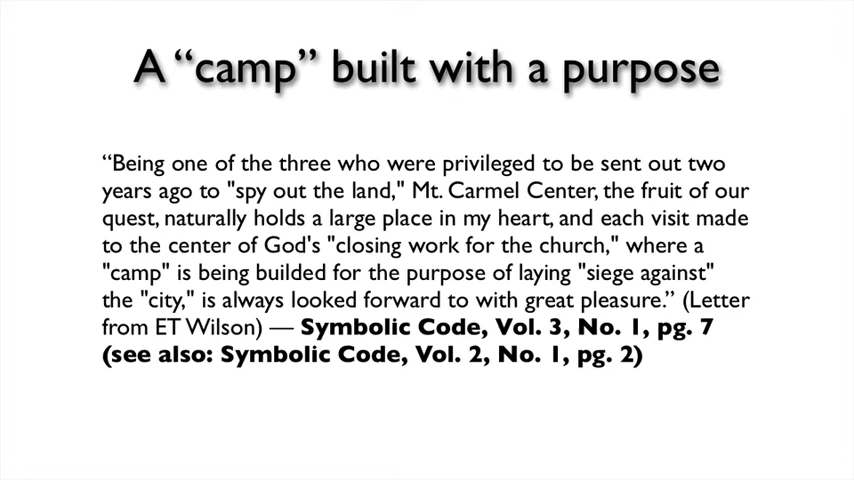 A “camp” built with a purpose
“Being one of the three who were privileged to be sent out two
years ago to "spy out the land," Mt. Carmel Center, the fruit of our
quest, naturally holds a large place in my heart, and each visit made
to the center of God's "closing work for the church," where a
"camp" is being builded for the purpose of laying "siege against"
the "city," is always looked forward to with great pleasure.” (Letter
from ET Wilson) — Symbolic Code, Vol. 3, No. 1, pg. 7
(see also: Symbolic Code, Vol. 2, No. 1, pg. 2)